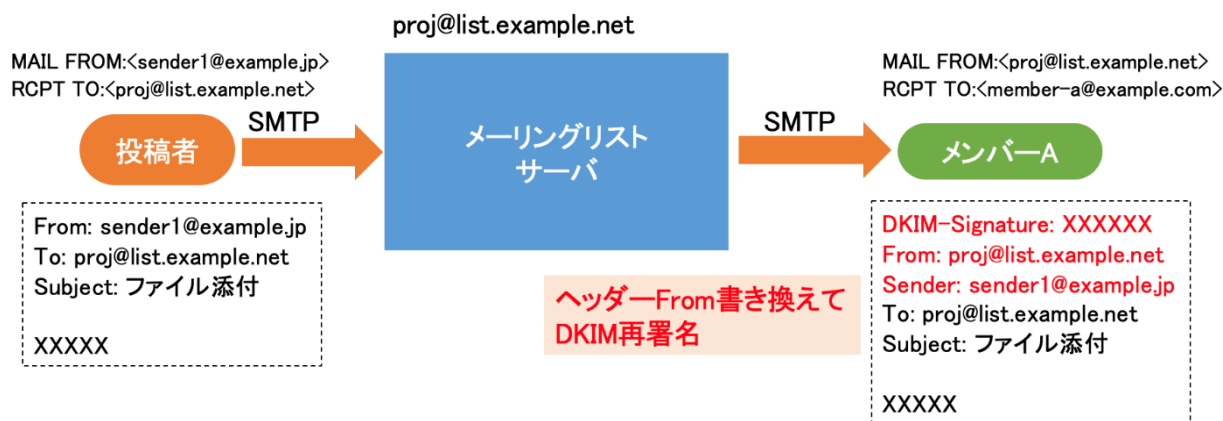 proj@list.example.net
MAIL FROM:<sender1@example.jp>
RCPT TO:<proj@list.example.net>
投稿者
SMTP
メーリングリスト
サーバ
SMTP
MAIL FROM:<proj@list.example.net>
RCPT TO:<member-a@example.com>
メンバーA
From: sender1@example.jp
To: proj@list.example.net
Subject: ファイル添付
XXXXX
ヘッダーFrom書き換えて
DKIM再署名
DKIM-Signature: XXXXXX
From: proj@list.example.net
Sender: sender1@example.jp
To: proj@list.example.net
Subject: ファイル添付
XXXXX